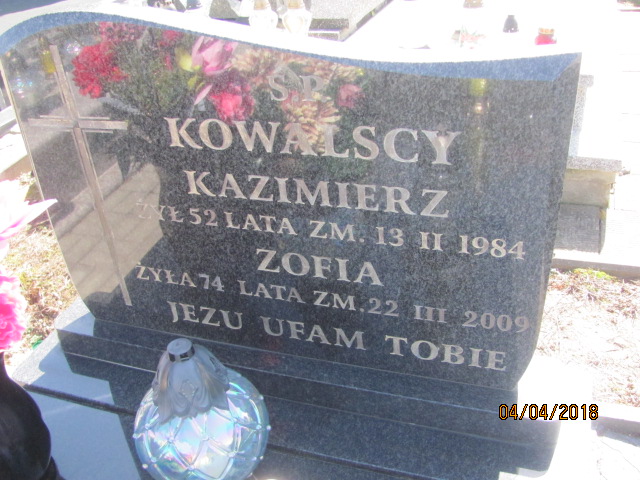 Ś.P.
KOWALSCY
KAZIMIERZ
ŻYŁ 52 LATA ZM. 13 II 1984
ZOFIA
ŻYŁA 74 LATA ZM. 22 III 2009
JEZU UFAM TOBIE
04/04/2018